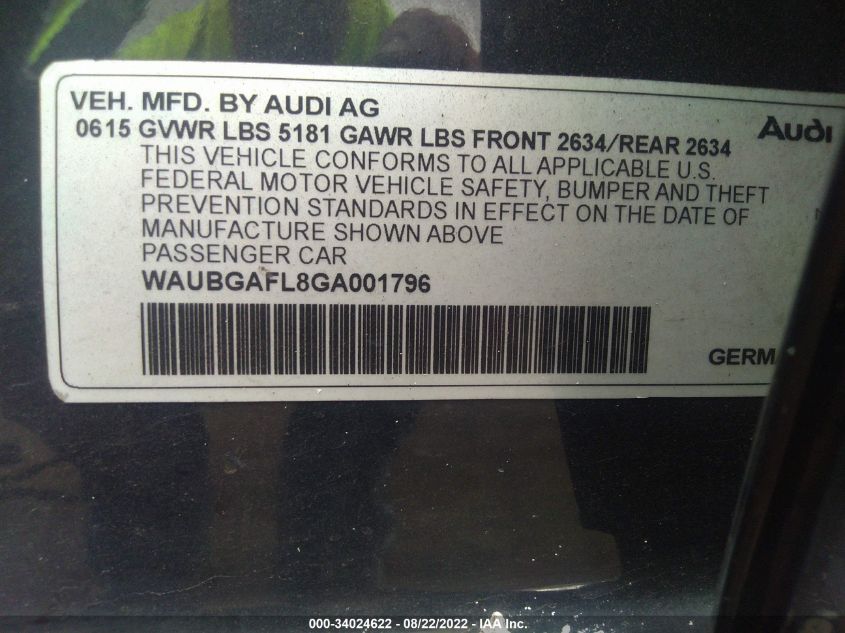 VEH. MFD. BY AUDI AG
Audi
0615 GVWR LBS 5181 GAWR LBS FRONT 2634/REAR 2634
THIS VEHICLE CONFORMS TO ALL APPLICABLE U.S.
FEDERAL MOTOR VEHICLE SAFETY, BUMPER AND THEFT
PREVENTION STANDARDS IN EFFECT ON THE DATE OF
MANUFACTURE SHOWN ABOVE
PASSENGER CAR
WAUBGAFL8GA001796
GERM
000-34024622 - 08/22/2022 - IAA Inc.